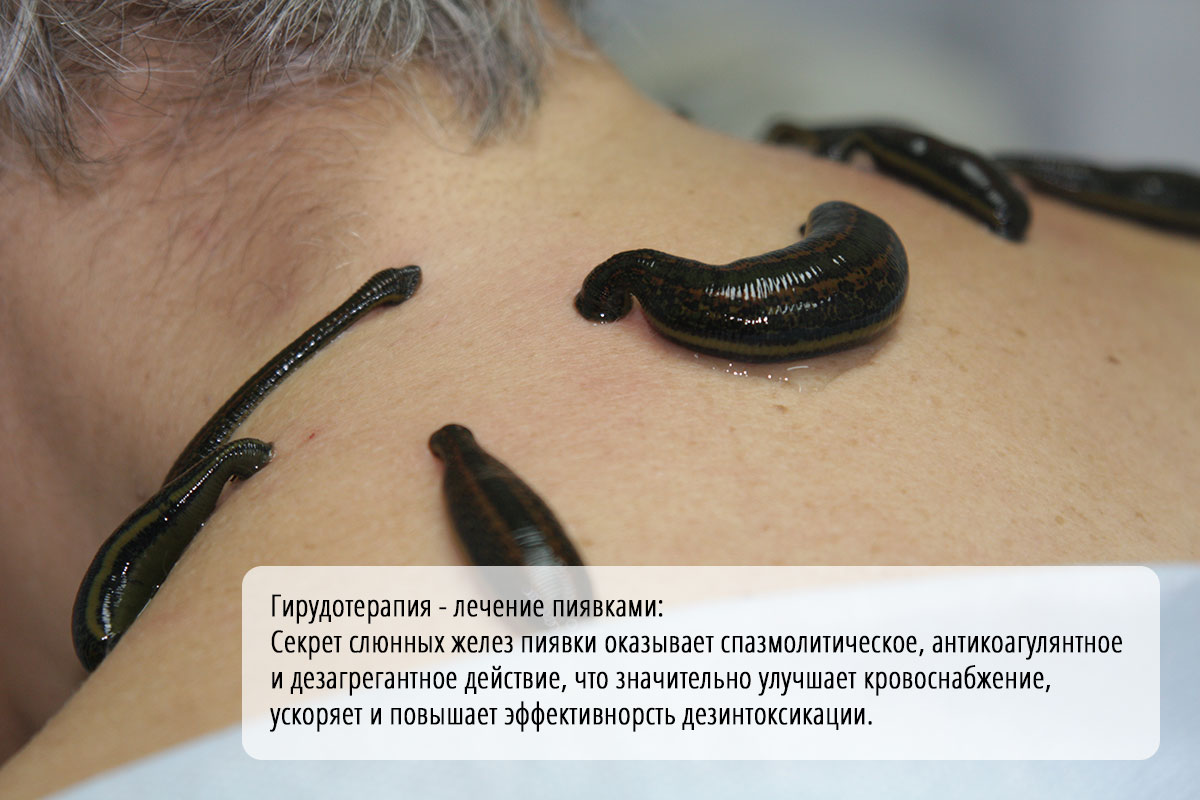 Гирудотерапия - лечение пиявками:
Секрет слюнных желез пиявки оказывает спазмолитическое, антикоагулянтное
и дезагрегантное действие, что значительно улучшает кровоснабжение,
ускоряет и повышает эффективнорсть дезинтоксикации.